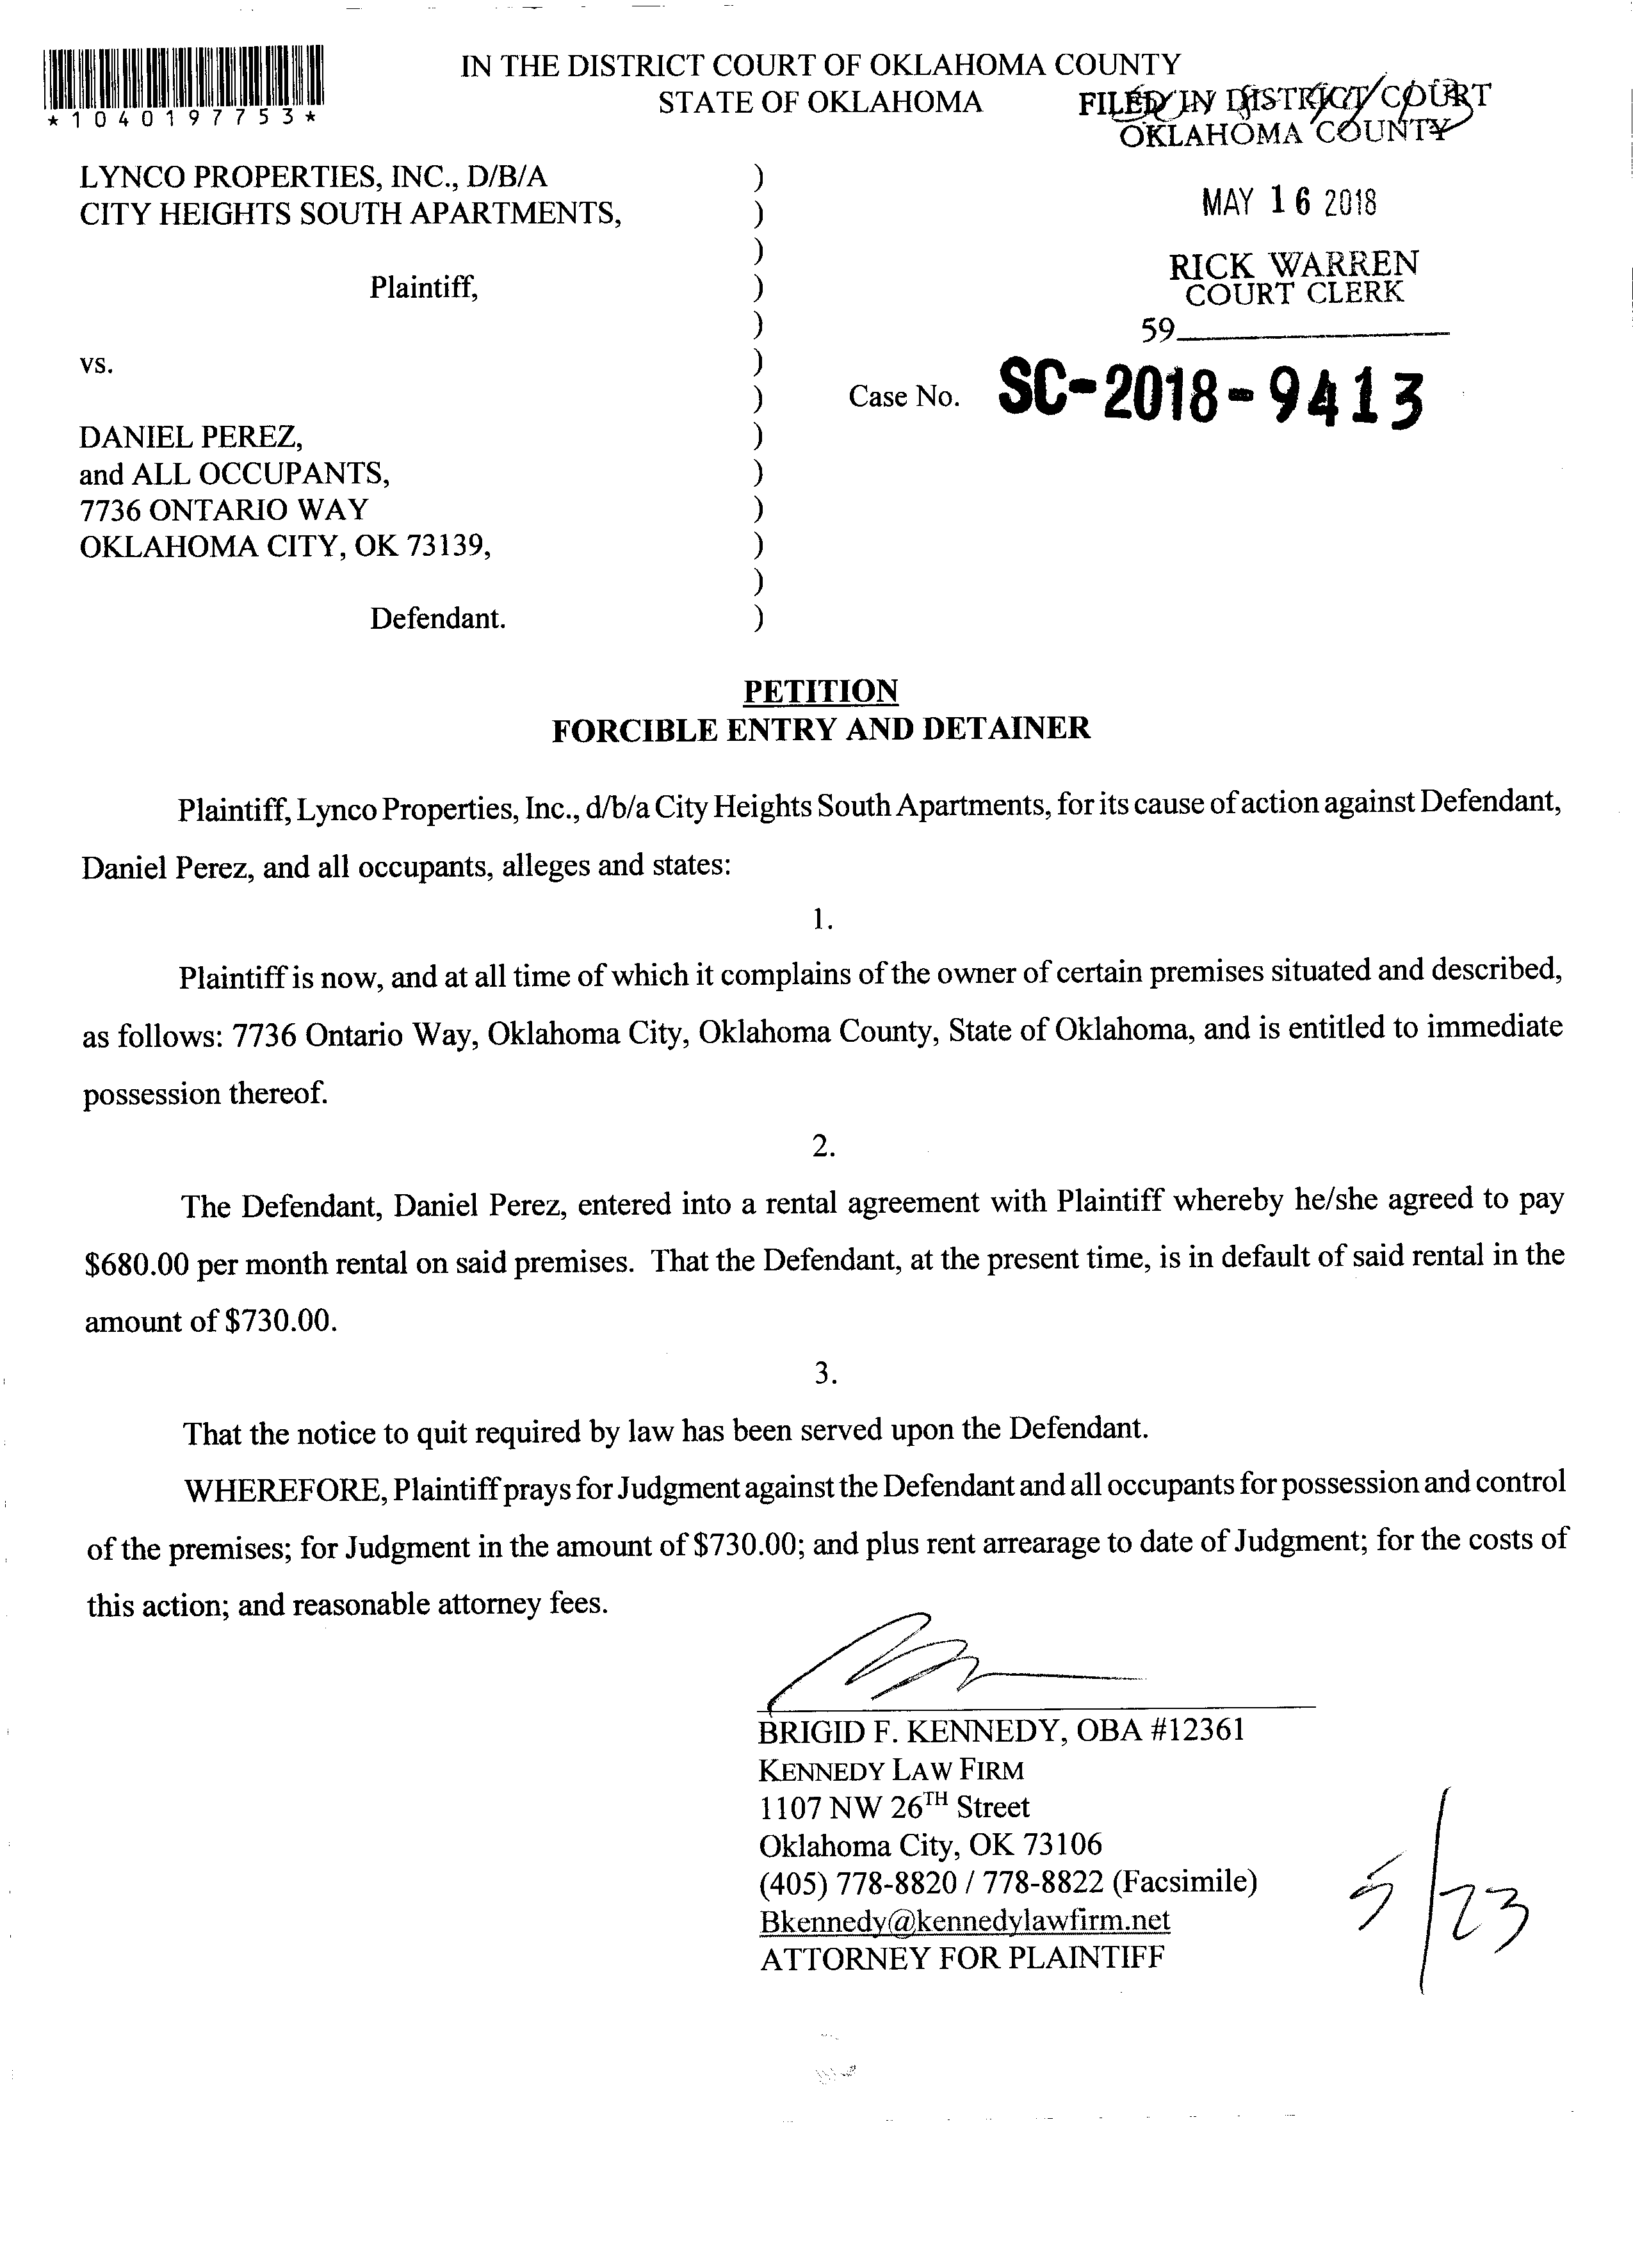 IN THE DISTRICT COURT OF OKLAHOMA COUNTY
STATE OF OKLAHOMA
*1040197753*
FILED IN DISTRICT COURT
OKLAHOMA COUNTY
MAY 16 2018
RICK WARREN
COURT CLERK
59
LYNCO PROPERTIES, INC., D/B/A )
CITY HEIGHTS SOUTH APARTMENTS, )
)
Plaintiff, )
)
vs. )
) Case No. SC-2018-9413
DANIEL PEREZ, )
and ALL OCCUPANTS, )
7736 ONTARIO WAY )
OKLAHOMA CITY, OK 73139, )
)
Defendant. )
PETITION
FORCIBLE ENTRY AND DETAINER
Plaintiff, Lynco Properties, Inc., d/b/a City Heights South Apartments, for its cause of action against Defendant,
Daniel Perez, and all occupants, alleges and states:
1.
Plaintiff is now, and at all time of which it complains of the owner of certain premises situated and described,
as follows: 7736 Ontario Way, Oklahoma City, Oklahoma County, State of Oklahoma, and is entitled to immediate
possession thereof.
2.
The Defendant, Daniel Perez, entered into a rental agreement with Plaintiff whereby he/she agreed to pay
$680.00 per month rental on said premises. That the Defendant, at the present time, is in default of said rental in the
amount of $730.00.
3.
That the notice to quit required by law has been served upon the Defendant.
WHEREFORE, Plaintiff prays for Judgment against the Defendant and all occupants for possession and control
of the premises; for Judgment in the amount of $730.00; and plus rent arrearage to date of Judgment; for the costs of
this action; and reasonable attorney fees.
BRIGID F. KENNEDY, OBA #12361
KENNEDY LAW FIRM
1107 NW 26TH Street
Oklahoma City, OK 73106
(405) 778-8820 / 778-8822 (Facsimile)
Bkennedy@kennedylawfirm.net
ATTORNEY FOR PLAINTIFF
5/23